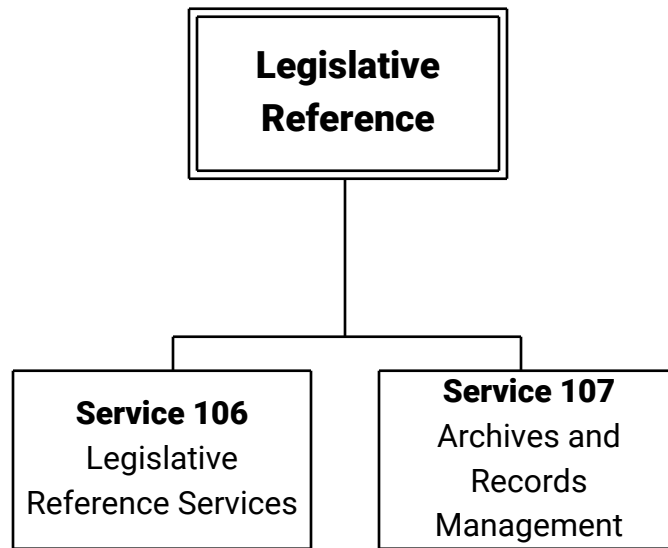 Legislative
Reference
Service 106
Legislative
Reference Services
Service 107
Archives and
Records
Management